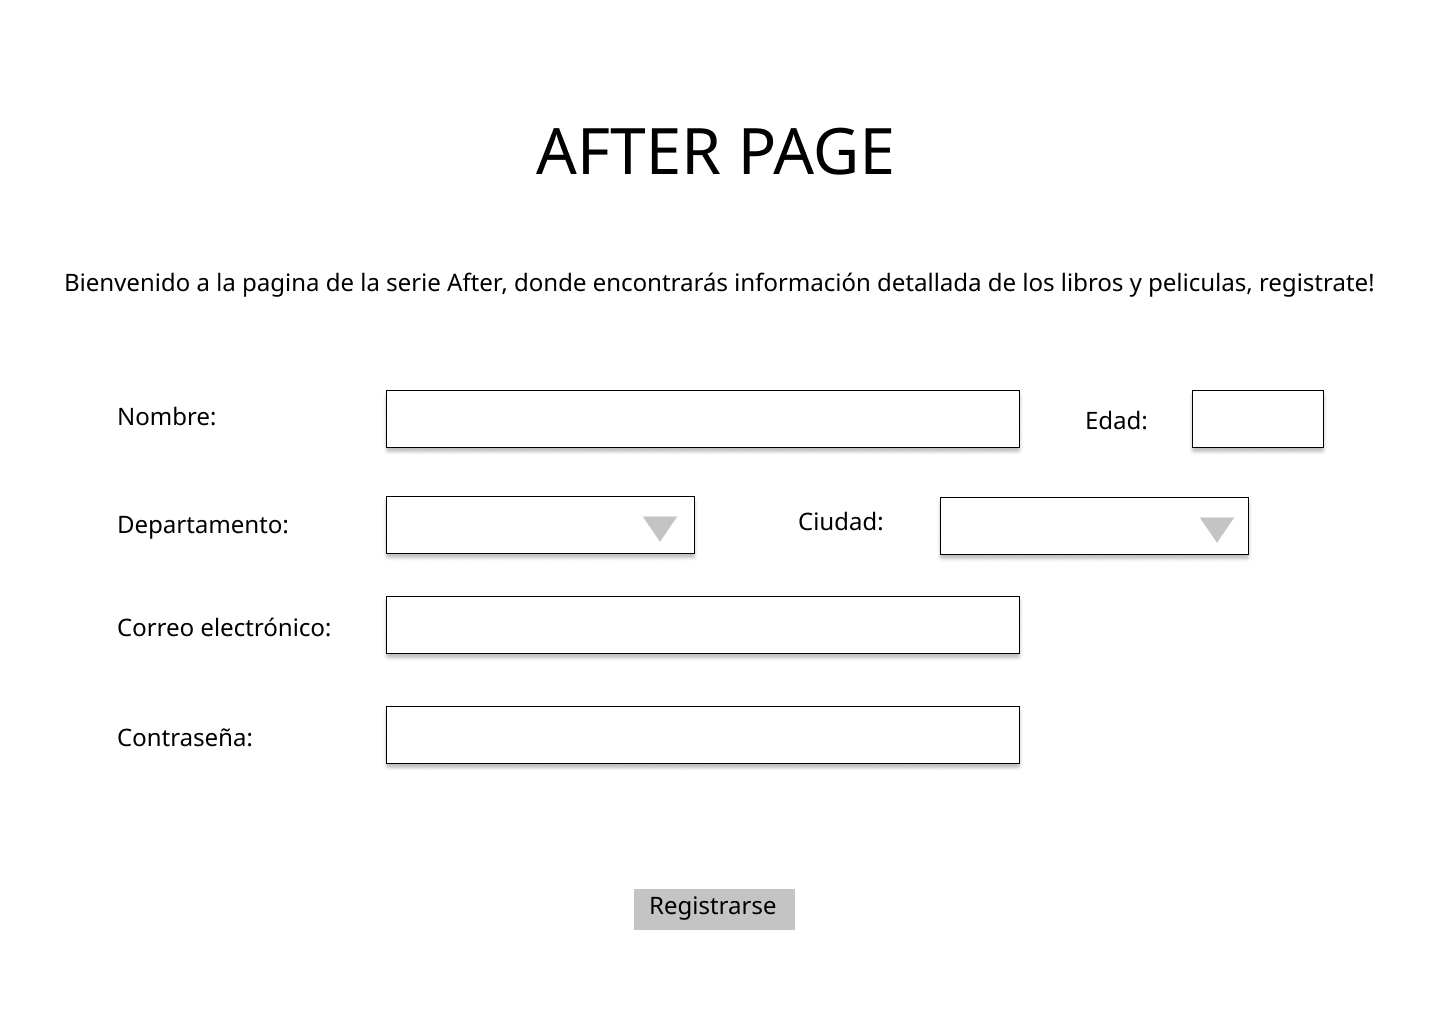 AFTER PAGE
Bienvenido a la pagina de la serie After, donde encontrarás información detallada de los libros y peliculas, registrate!
Nombre:
Edad:
Departamento:
Ciudad:
Correo electrónico:
Contraseña:
Registrarse